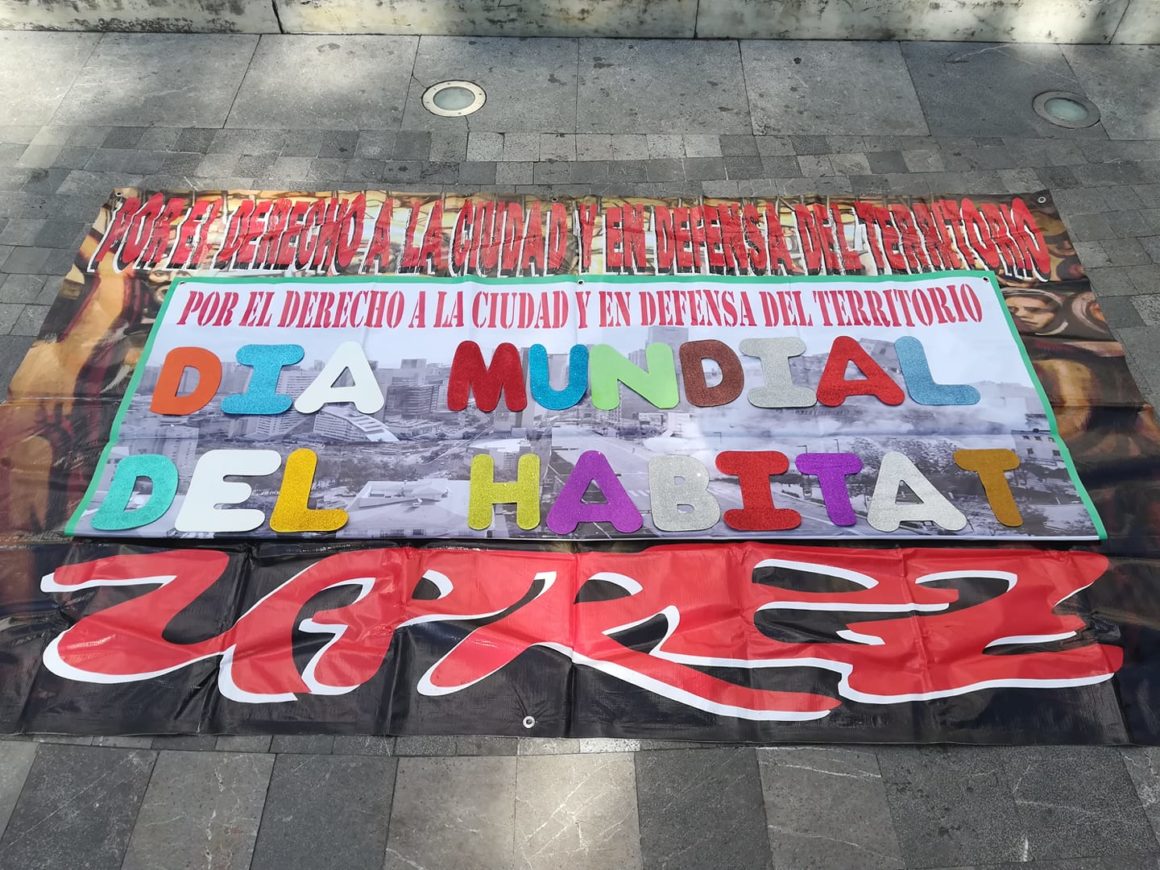 POR EL DERECHO A LA CIUDAD Y EN DEFENSA DEL TERRITORIO
POR EL DERECHO A LA CIUDAD Y EN DEFENSA DEL TERRITORIO
DIA MUNDIAL
DEL HABITAT
UPREZ